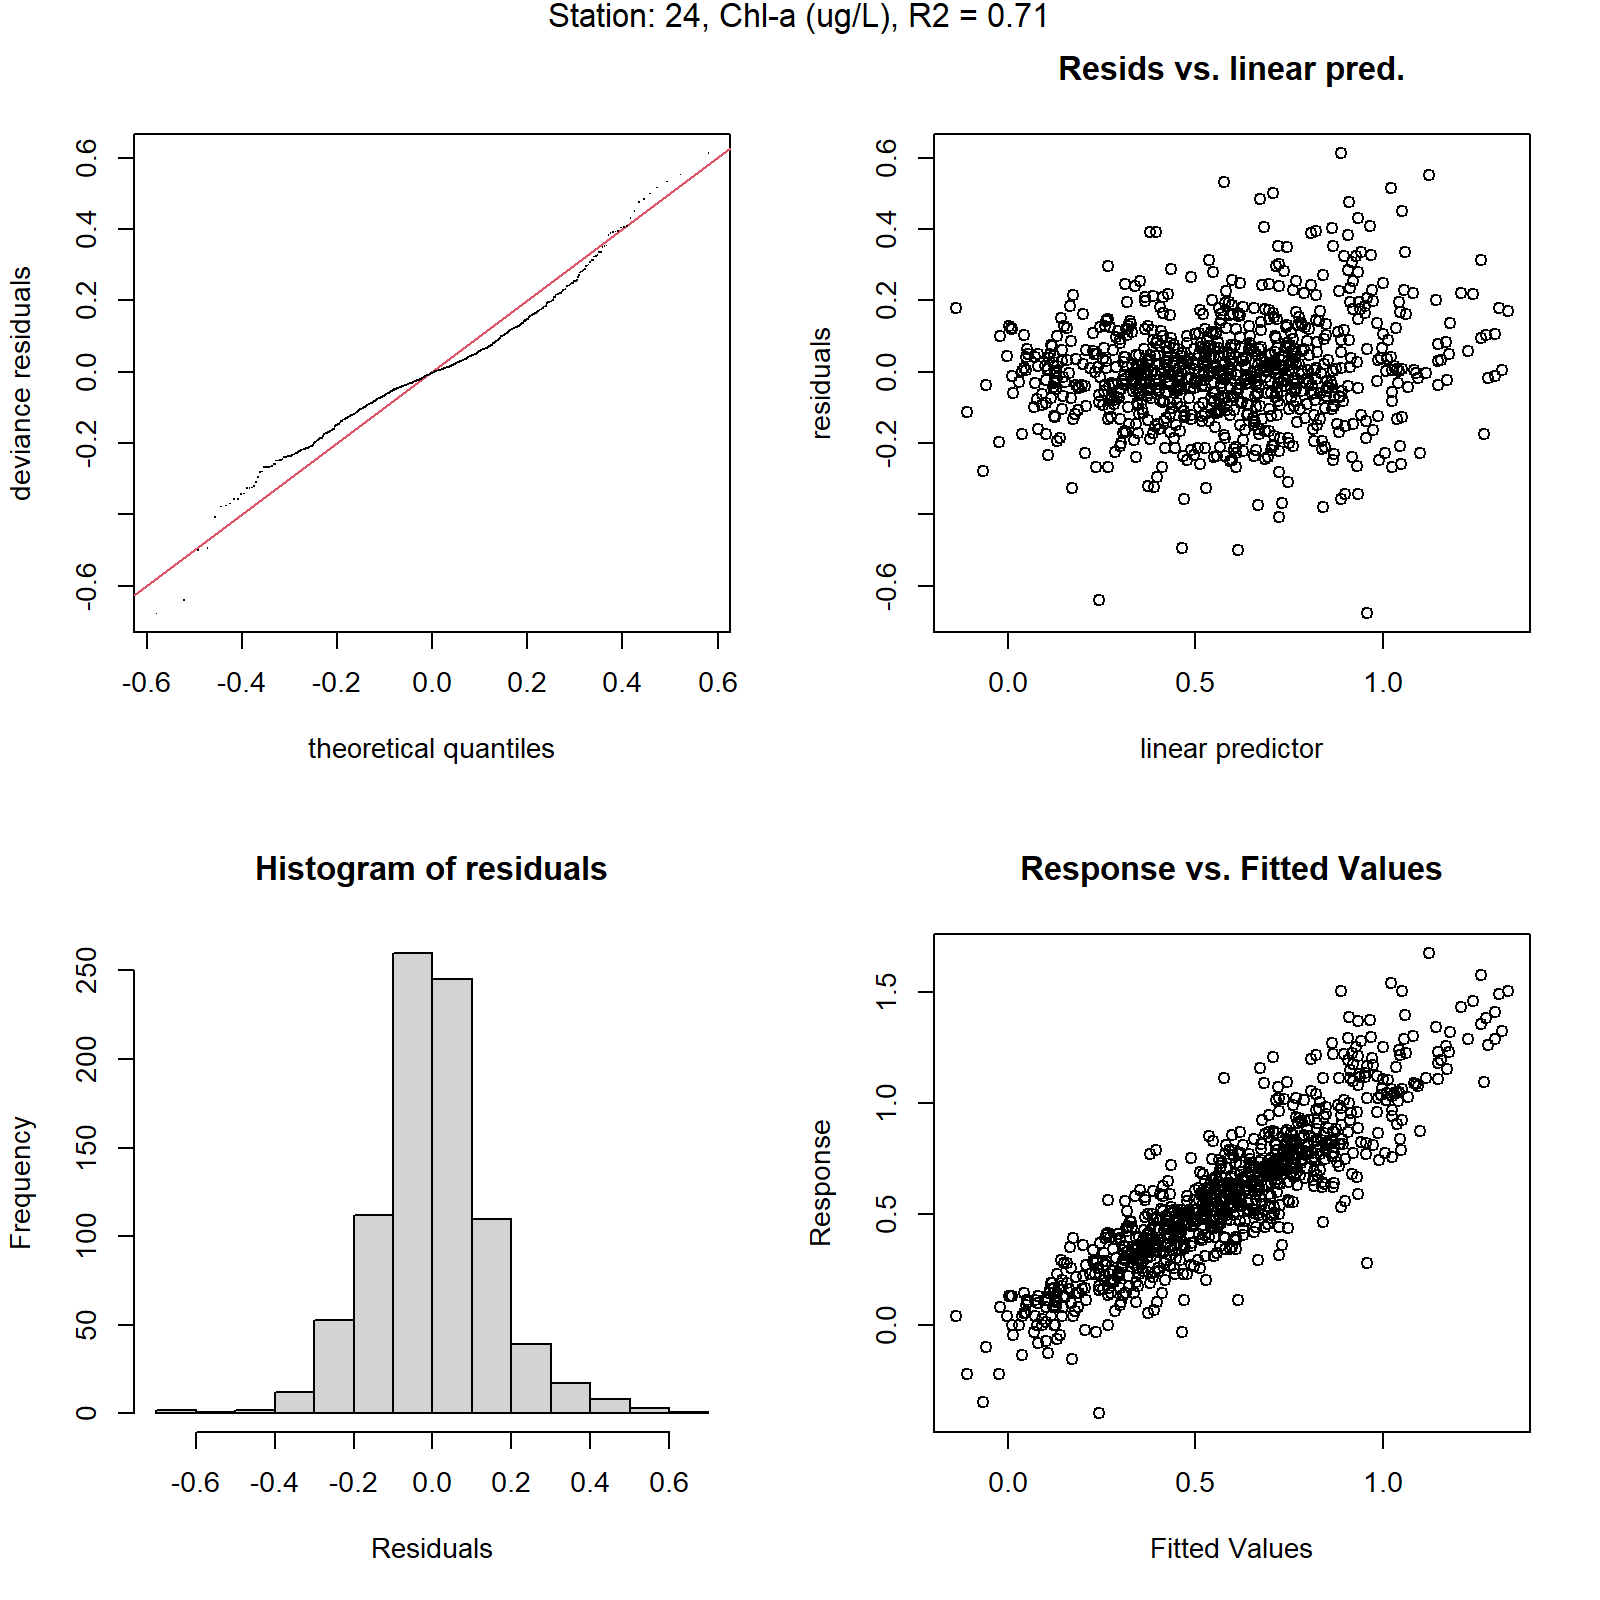 Station: 24, Chl-a (ug/L), R2 = 0.71
deviance residuals
0.6
0.4
0.2
0.0
-0.2
-0.6
-0.6 -0.4 -0.2 0.0 0.2 0.4 0.6
theoretical quantiles
Resids vs. linear pred.
residuals
0.6
0.4
0.2
0.0
-0.2
-0.6
0.0 0.5 1.0
linear predictor
Histogram of residuals
Frequency
250
200
150
100
50
0
-0.6 -0.4 -0.2 0.0 0.2 0.4 0.6
Residuals
Response vs. Fitted Values
Response
1.5
1.0
0.5
0.0
0.0 0.5 1.0
Fitted Values